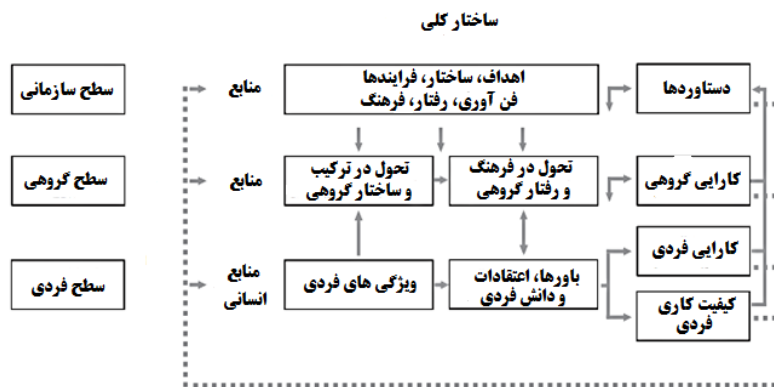 ساختار کلی
سطح سازمانی
منابع
اهداف، ساختار، فرایندها
فن آوری، رفتار، فرهنگ
دستاوردها
سطح گروهی
منابع
تحول در ترکیب
و ساختار گروهی
تحول در فرهنگ
و رفتار گروهی
کارایی گروهی
سطح فردی
منابع
انسانی
ویژگی های فردی
باورها، اعتقادات
و دانش فردی
کارایی فردی
کیفیت کاری
فردی